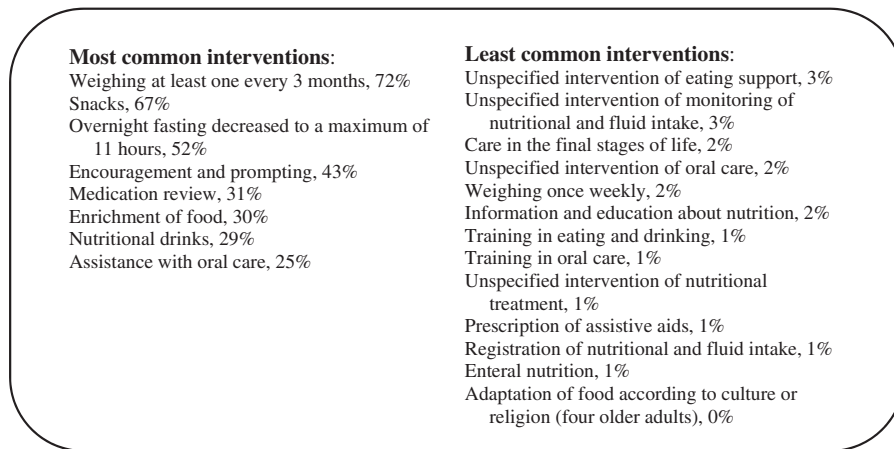 Most common interventions:
Weighing at least one every 3 months, 72%
Snacks, 67%
Overnight fasting decreased to a maximum of
11 hours, 52%
Encouragement and prompting, 43%
Medication review, 31%
Enrichment of food, 30%
Nutritional drinks, 29%
Assistance with oral care, 25%
Least common interventions:
Unspecified intervention of eating support, 3%
Unspecified intervention of monitoring of
nutritional and fluid intake, 3%
Care in the final stages of life, 2%
Unspecified intervention of oral care, 2%
Weighing once weekly, 2%
Information and education about nutrition, 2%
Training in eating and drinking, 1%
Training in oral care, 1%
Unspecified intervention of nutritional
treatment, 1%
Prescription of assistive aids, 1%
Registration of nutritional and fluid intake, 1%
Enteral nutrition, 1%
Adaptation of food according to culture or
religion (four older adults), 0%